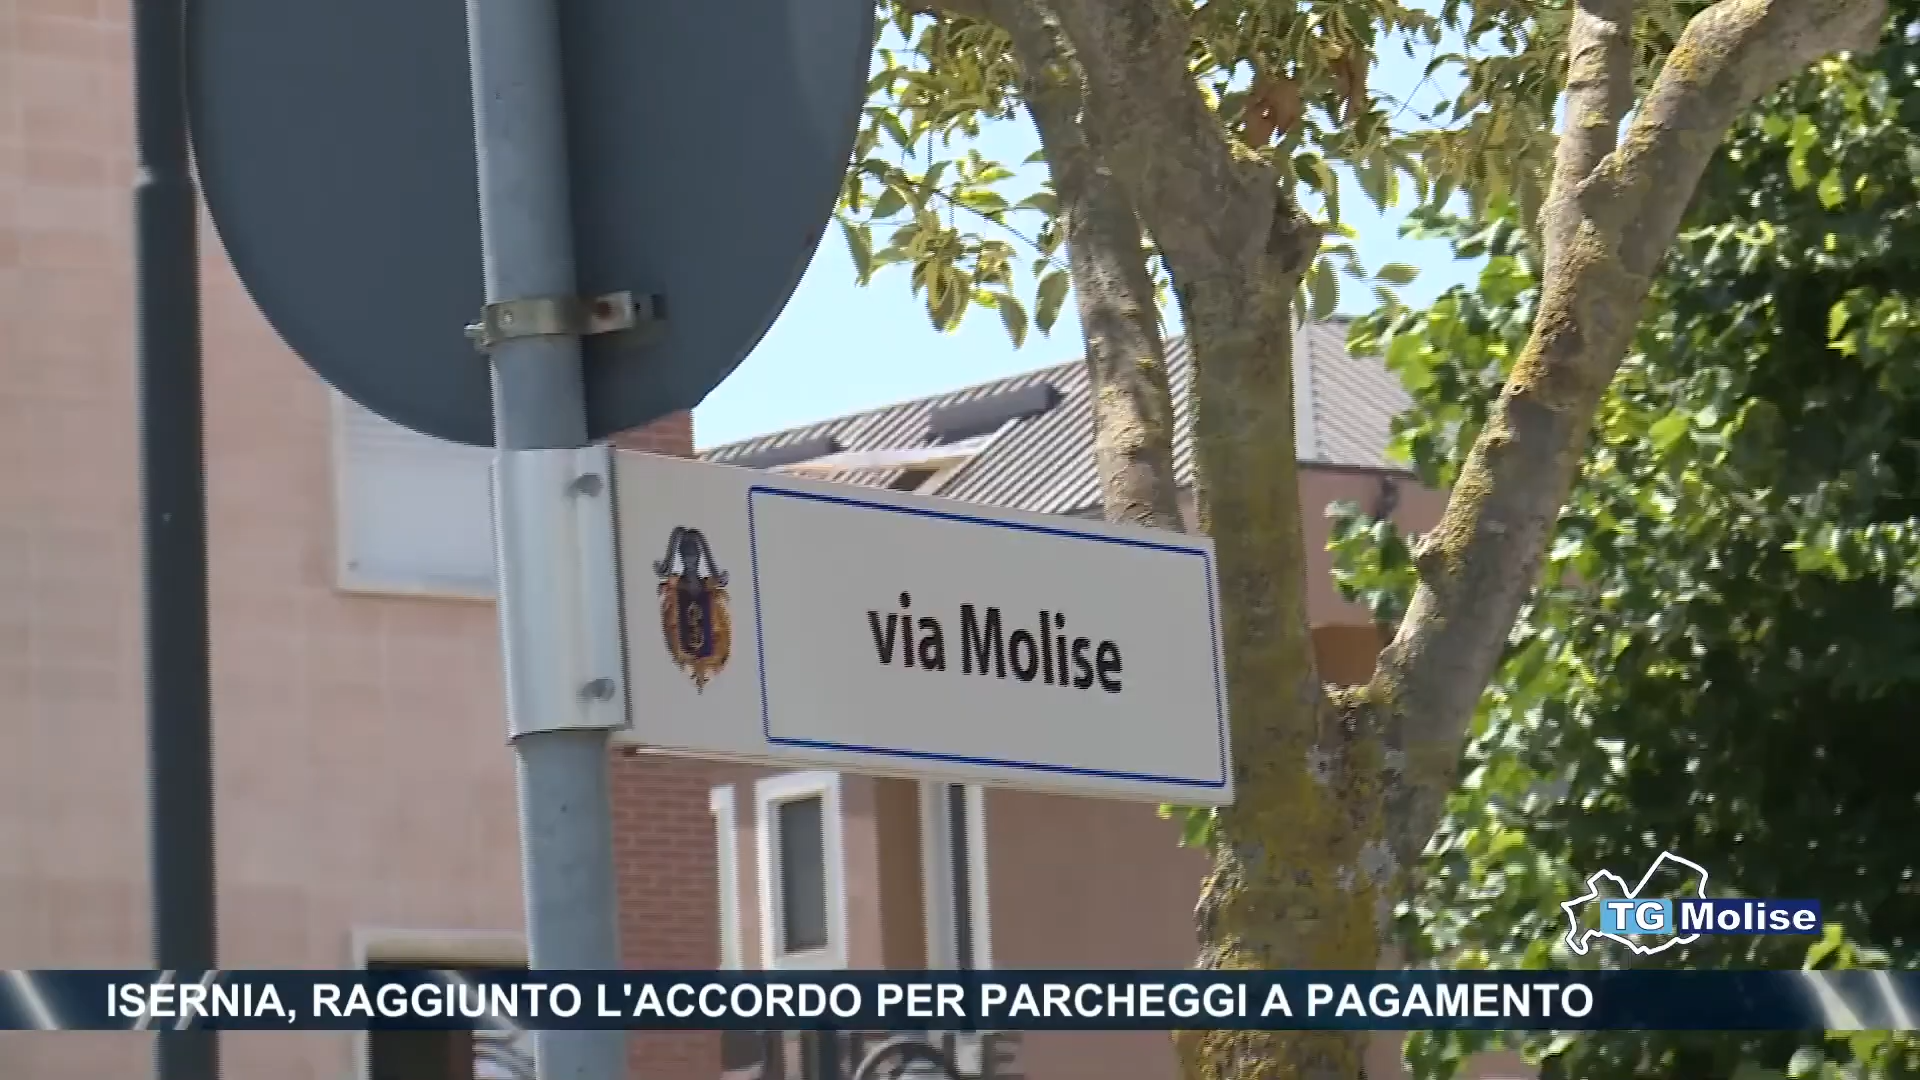 via Molise
TG Molise
ISERNIA, RAGGIUNTO L'ACCORDO PER PARCHEGGI A PAGAMENTO